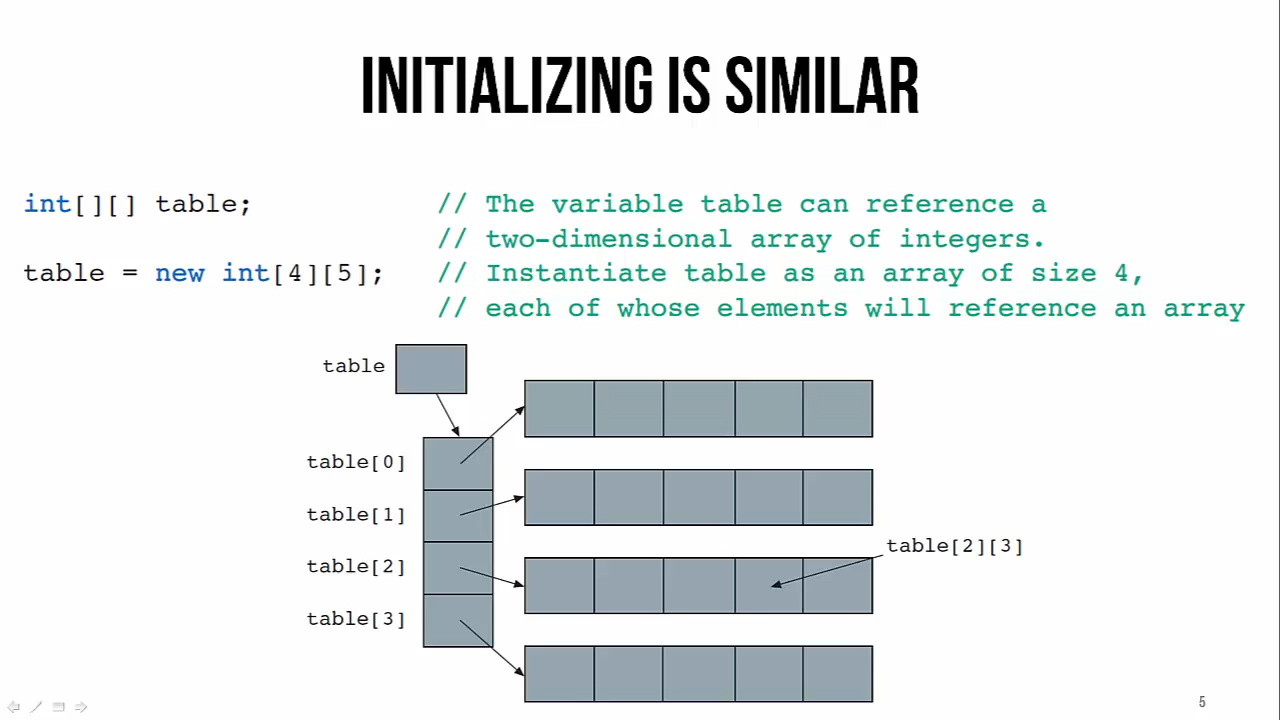 INITIALIZING IS SIMILAR
int[][] table; // The variable table can reference a
// two-dimensional array of integers.
table = new int[4][5]; // Instantiate table as an array of size 4,
// each of whose elements will reference an array
table
table[0]
table[1]
table[2]
table[3]
table[2][3]
5